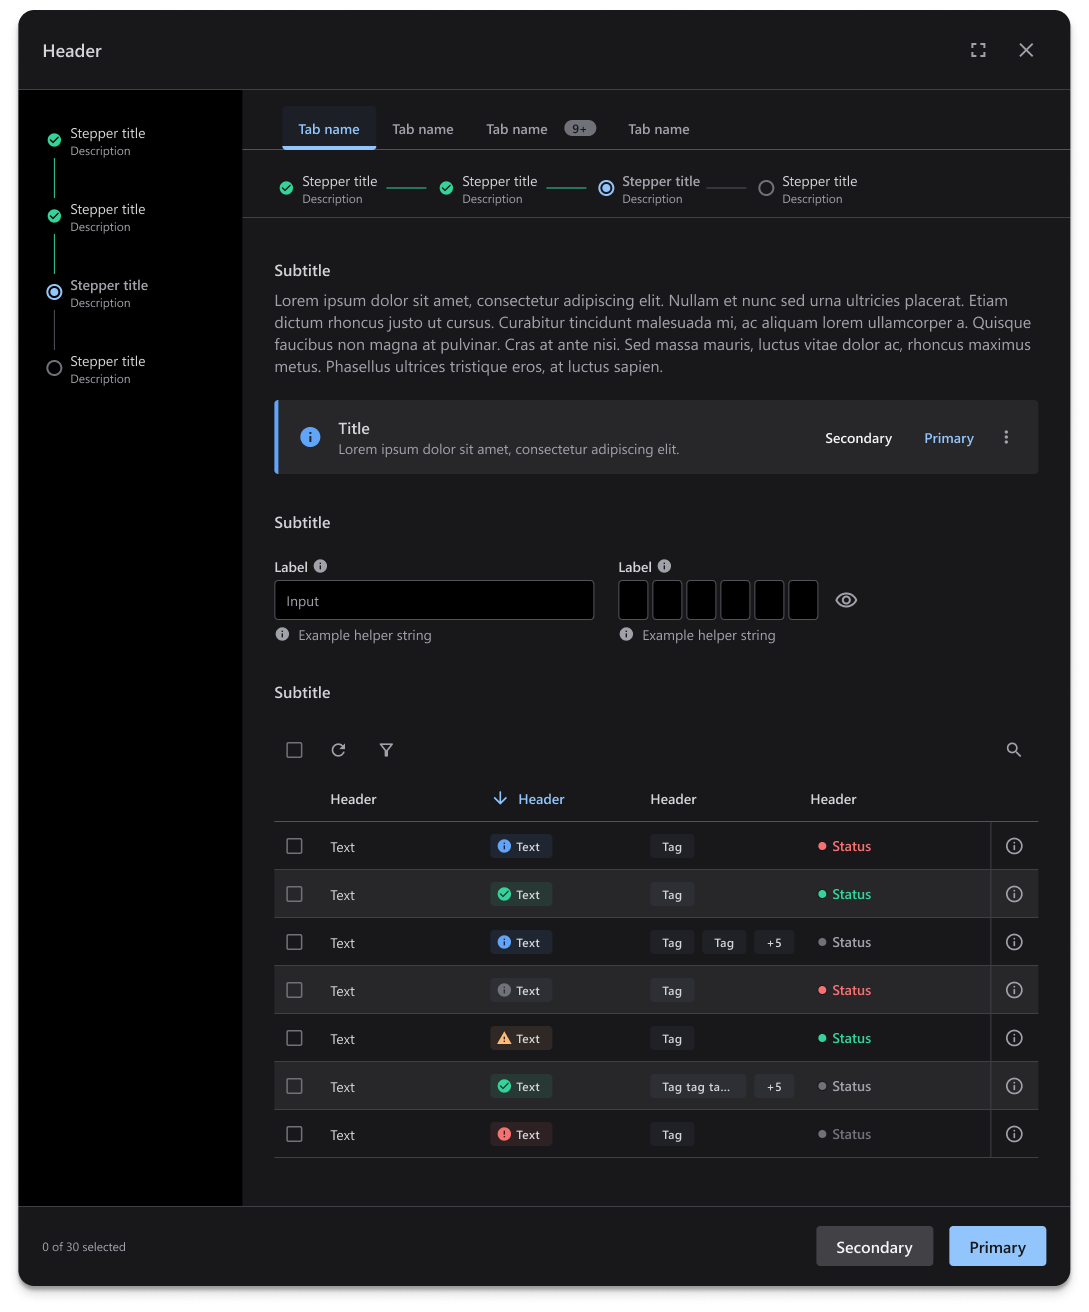 Header
Stepper title
Description
Stepper title
Description
Stepper title
Description
Stepper title
Description
Tab name Tab name Tab name 9+ Tab name
Stepper title Stepper title Stepper title Stepper title
Description Description Description Description
Subtitle
Lorem ipsum dolor sit amet, consectetur adipiscing elit. Nullam et nunc sed urna ultricies placerat. Etiam
dictum rhoncus justo ut cursus. Curabitur tincidunt malesuada mi, ac aliquam lorem ullamcorper a. Quisque
faucibus non magna at pulvinar. Cras at ante nisi. Sed massa mauris, luctus vitae dolor ac, rhoncus maximus
metus. Phasellus ultrices tristique eros, at luctus sapien.
Title
Lorem ipsum dolor sit amet, consectetur adipiscing elit.
Secondary Primary
Subtitle
Label Label
Input
Example helper string Example helper string
Subtitle
Header Header Header Header
Text Text Tag Status
Text Text Tag Status
Text Text Tag Tag +5 Status
Text Text Tag Status
Text Text Tag Status
Text Text Tag tag ta... +5 Status
Text Text Tag Status
0 of 30 selected Secondary Primary